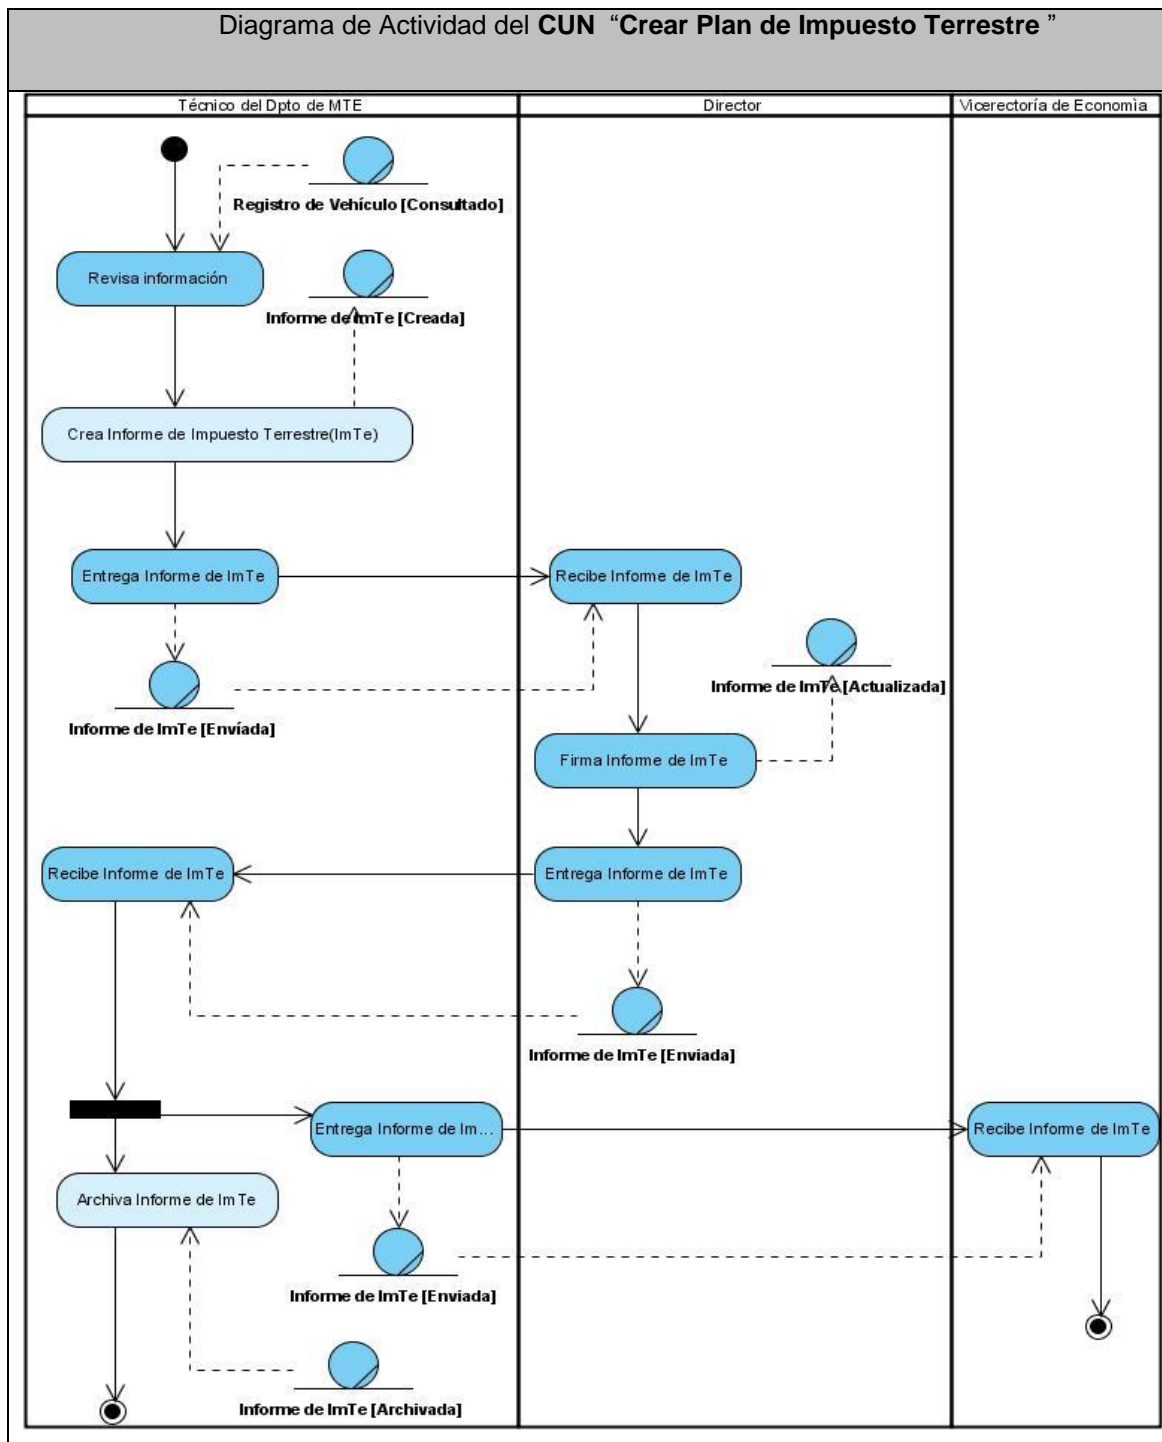 Diagrama de Actividad del CUN “Crear Plan de Impuesto Terrestre ”
Técnico del Dpto de MTE
Director
Vicerectoría de Economìa
Registro de Vehículo [Consultado]
Revisa información
Informe de ImTe [Creada]
Crea Informe de Impuesto Terrestre(ImTe)
Entrega Informe de ImTe
Recibe Informe de ImTe
Informe de ImTe [Envíada]
Informe de ImTe [Actualizada]
Firma Informe de ImTe
Recibe Informe de ImTe
Entrega Informe de ImTe
Informe de ImTe [Enviada]
Entrega Informe de Im...
Recibe Informe de ImTe
Archiva Informe de ImTe
Informe de ImTe [Enviada]
Informe de ImTe [Archivada]